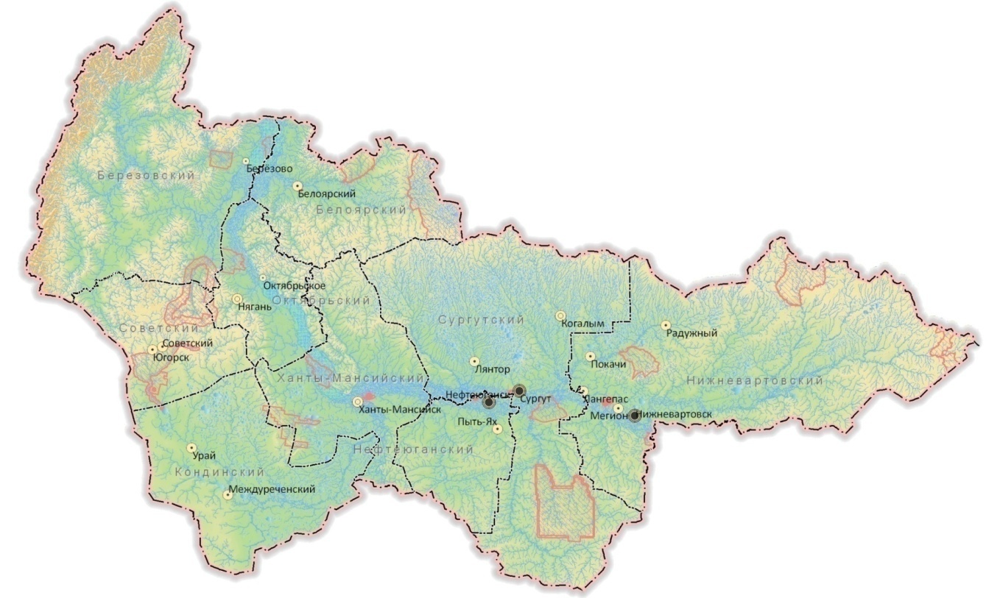 Берёзово
Березовский
Белоярский
Белоярский
Октябрьское
Октябрьский
Нягань
Сургутский
Когалым
Советский
Радужный
Советский
Югорск
Покачи
Лянтор
Ханты-Мансийский
Нижневартовский
Нефтеюганск
Сургут
Лангепас
Ханты-Мансийск
Мегион
Нижневартовск
Пыть-Ях
Нефтеюганский
Урай
Кондинский
Междуреченский